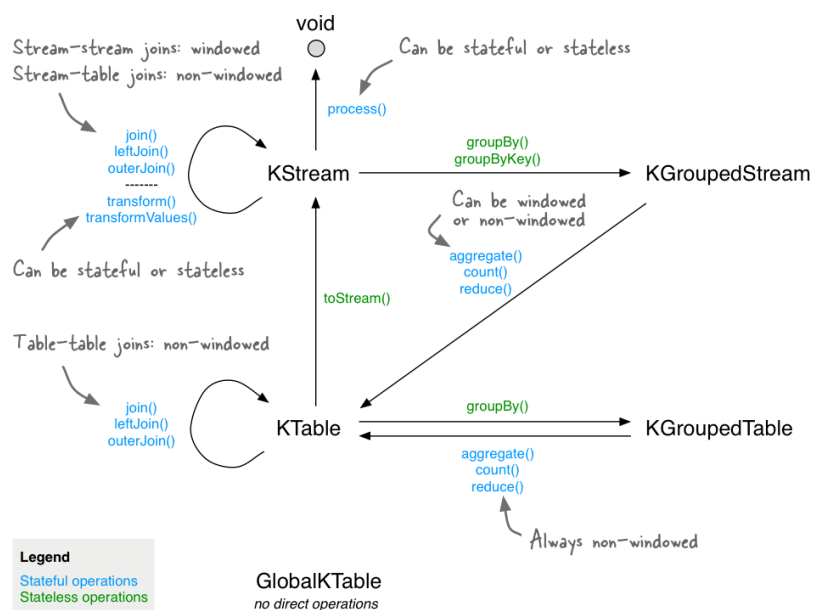 void
Stream-stream joins: windowed
Stream-table joins: non-windowed
Can be stateful or stateless
process()
join()
leftJoin()
outerJoin()
-------
transform()
transformValues()
groupBy()
groupByKey()
KStream
KGroupedStream
Can be windowed
or non-windowed
Can be stateful or stateless
aggregate()
count()
reduce()
toStream()
Table-table joins: non-windowed
join()
leftJoin()
outerJoin()
groupBy()
KTable
KGroupedTable
aggregate()
count()
reduce()
Always non-windowed
Legend
Stateful operations
Stateless operations
GlobalKTable
no direct operations